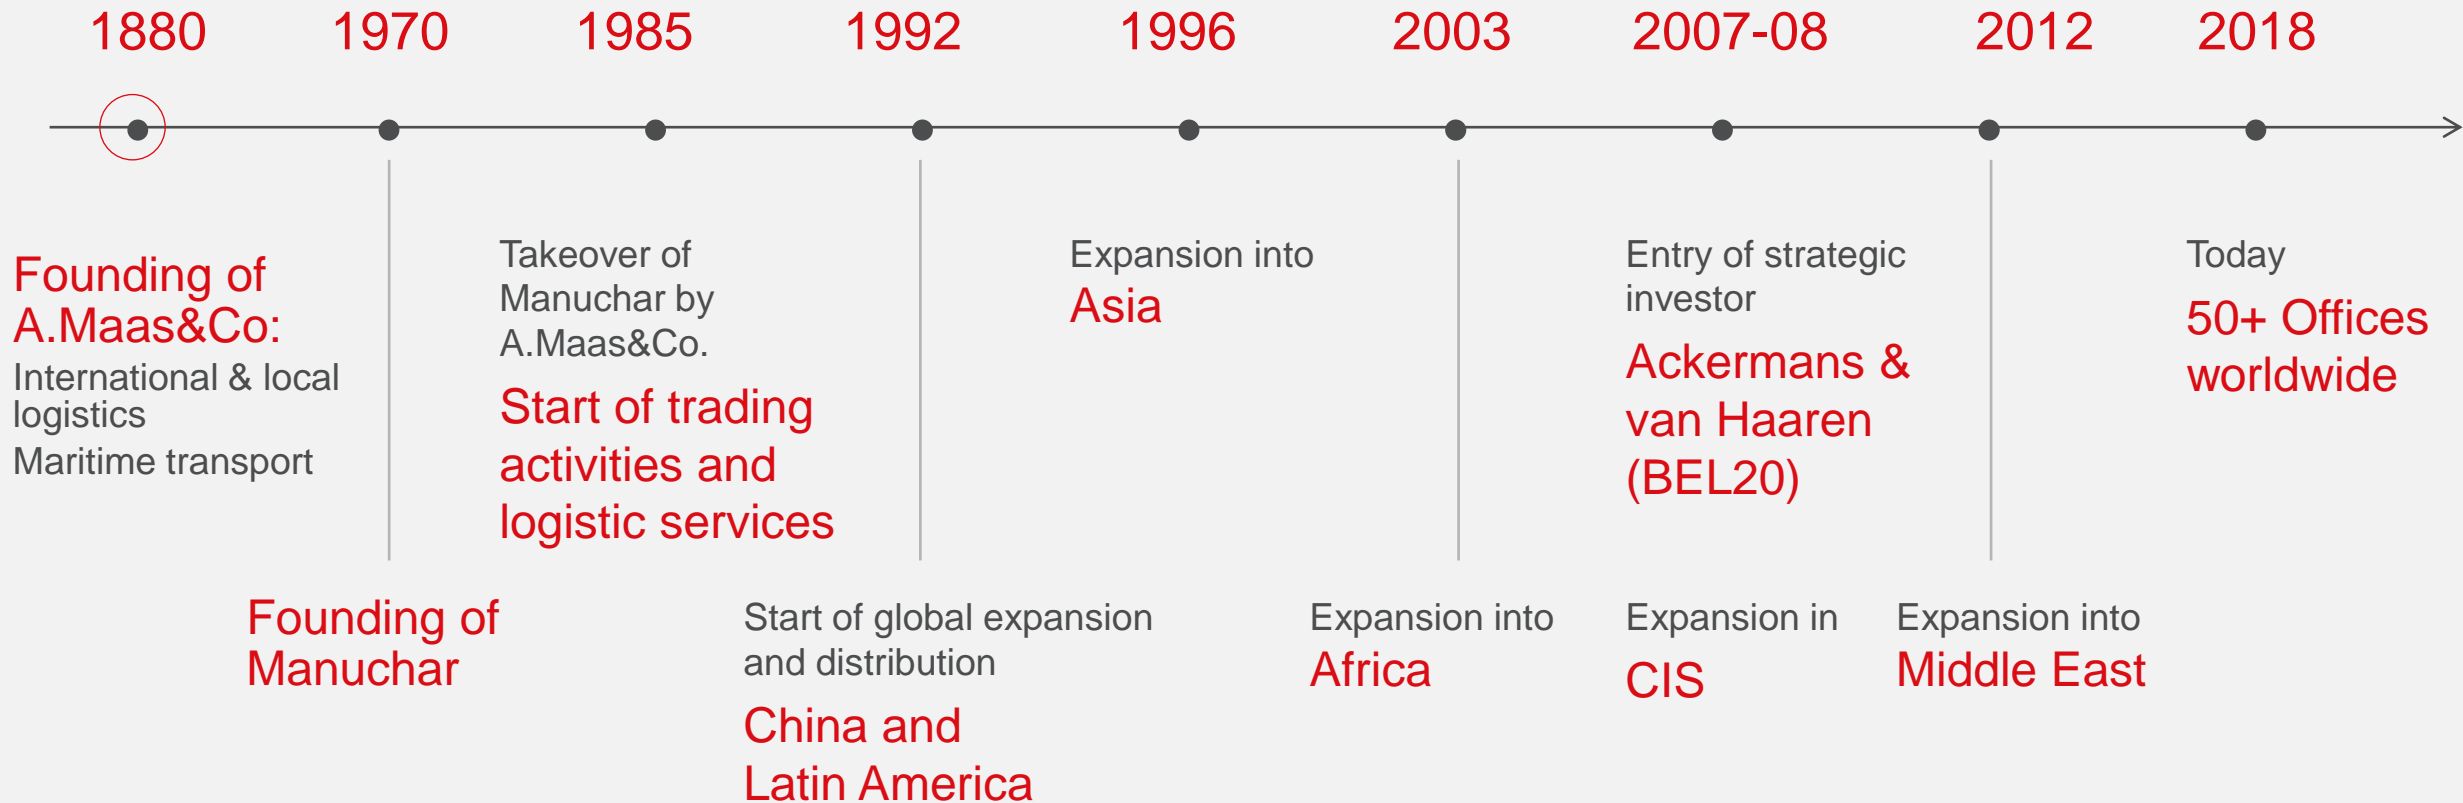 1880
1970
1985
1992
1996
2003
2007-08
2012
2018
Founding of
A.Maas&Co:
International & local
logistics
Maritime transport
Founding of
Manuchar
Takeover of
Manuchar by
A.Maas&Co.
Start of trading
activities and
logistic services
Start of global expansion
and distribution
China and
Latin America
Expansion into
Asia
Expansion into
Africa
Entry of strategic
investor
Ackermans &
van Haaren
(BEL20)
Expansion in
CIS
Expansion into
Middle East
Today
50+ Offices
worldwide